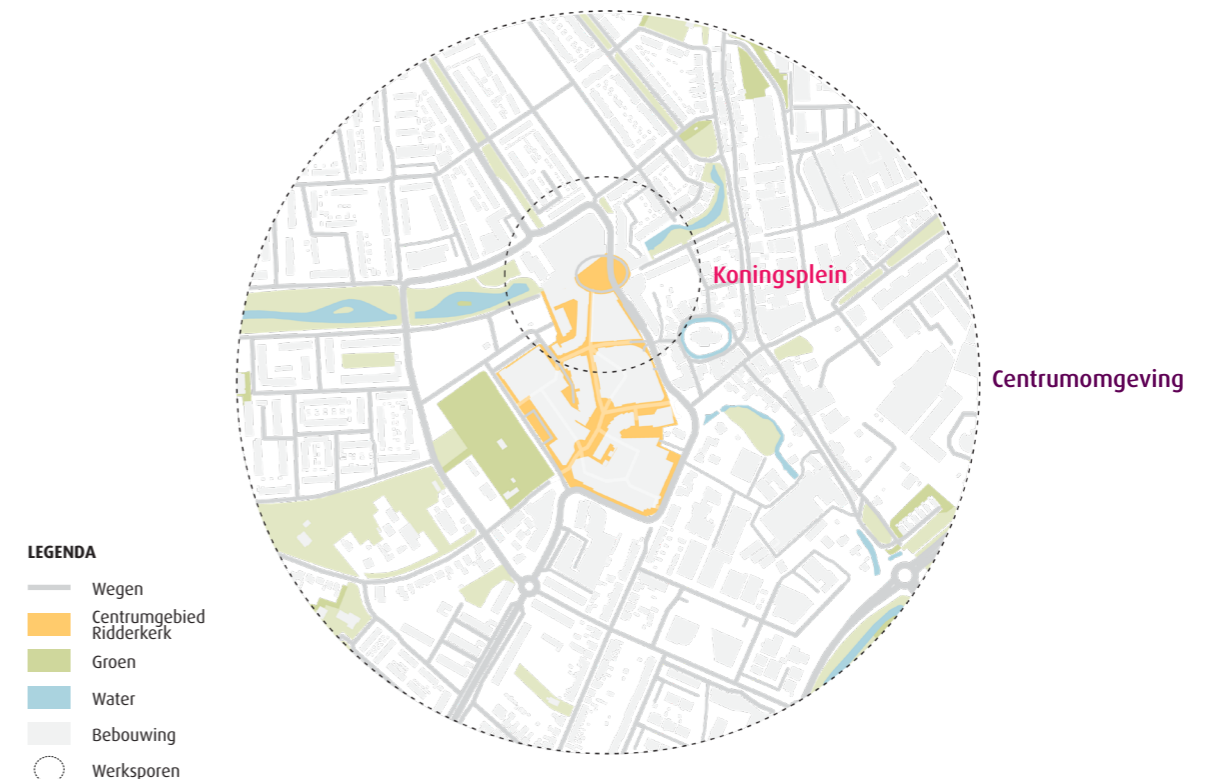 Koningsplein
Centrumomgeving
LEGENDA
Wegen
Centrumgebied
Ridderkerk
Groen
Water
Bebouwing
Werksporen